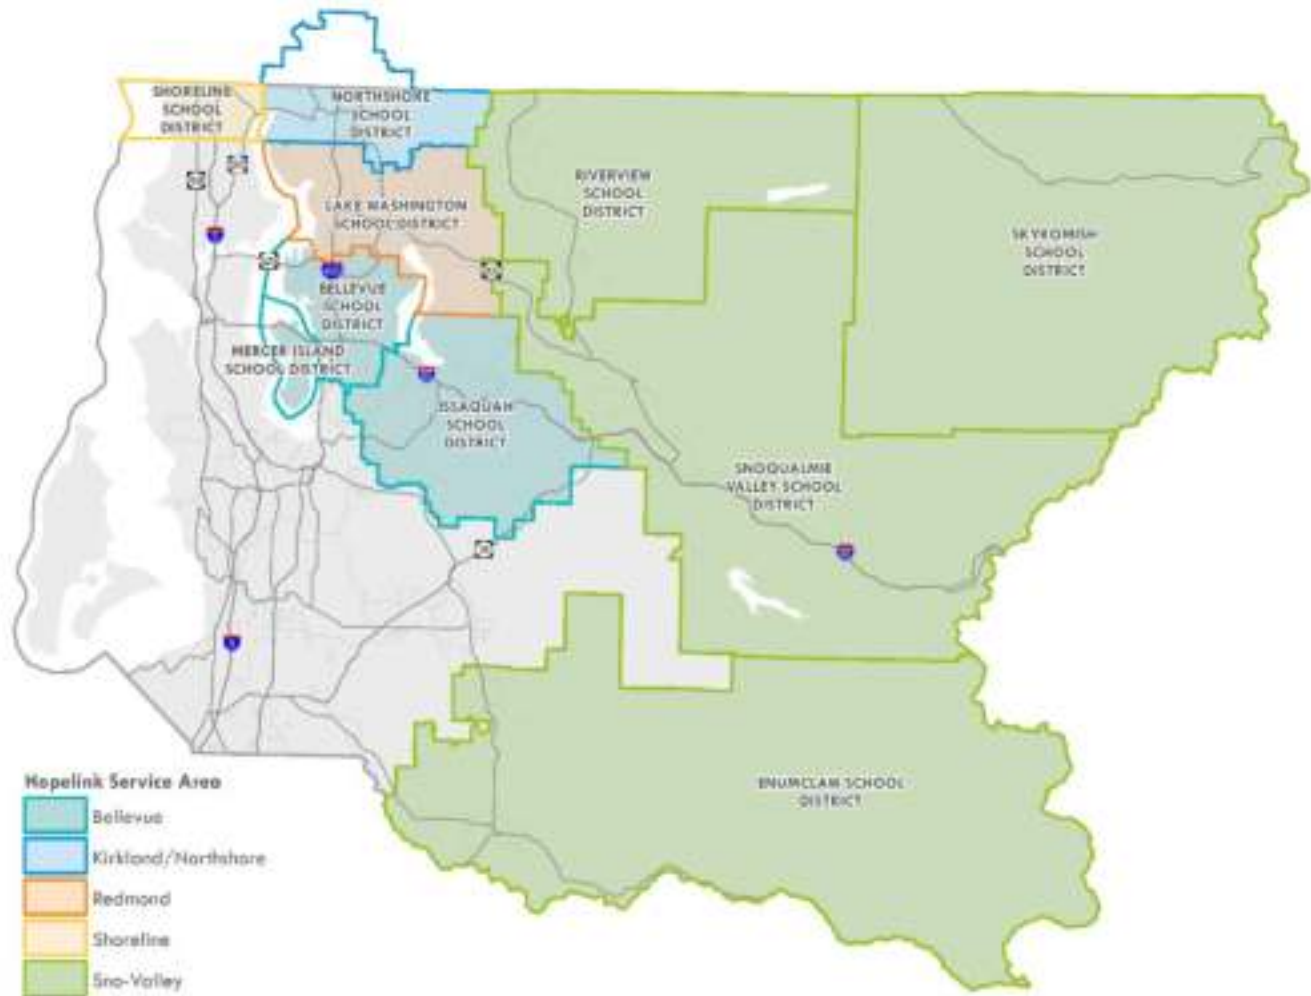 SHORELINE
SCHOOL
DISTRICT
NORTHSHORE
SCHOOL
DISTRICT
RIVERVIEW
SCHOOL
DISTRICT
LAKE WASHINGTON
SCHOOL DISTRICT
SKYKOMISH
SCHOOL
DISTRICT
BELLEVUE
SCHOOL
DISTRICT
MERCER ISLAND
SCHOOL DISTRICT
ISSAQUAH
SCHOOL
DISTRICT
SNOQUALMIE
VALLEY SCHOOL
DISTRICT
5
ENUMCLAW SCHOOL
DISTRICT
Hopelink Service Area
Bellevue
Kirkland/Northshore
Redmond
Shoreline
Sno-Valley